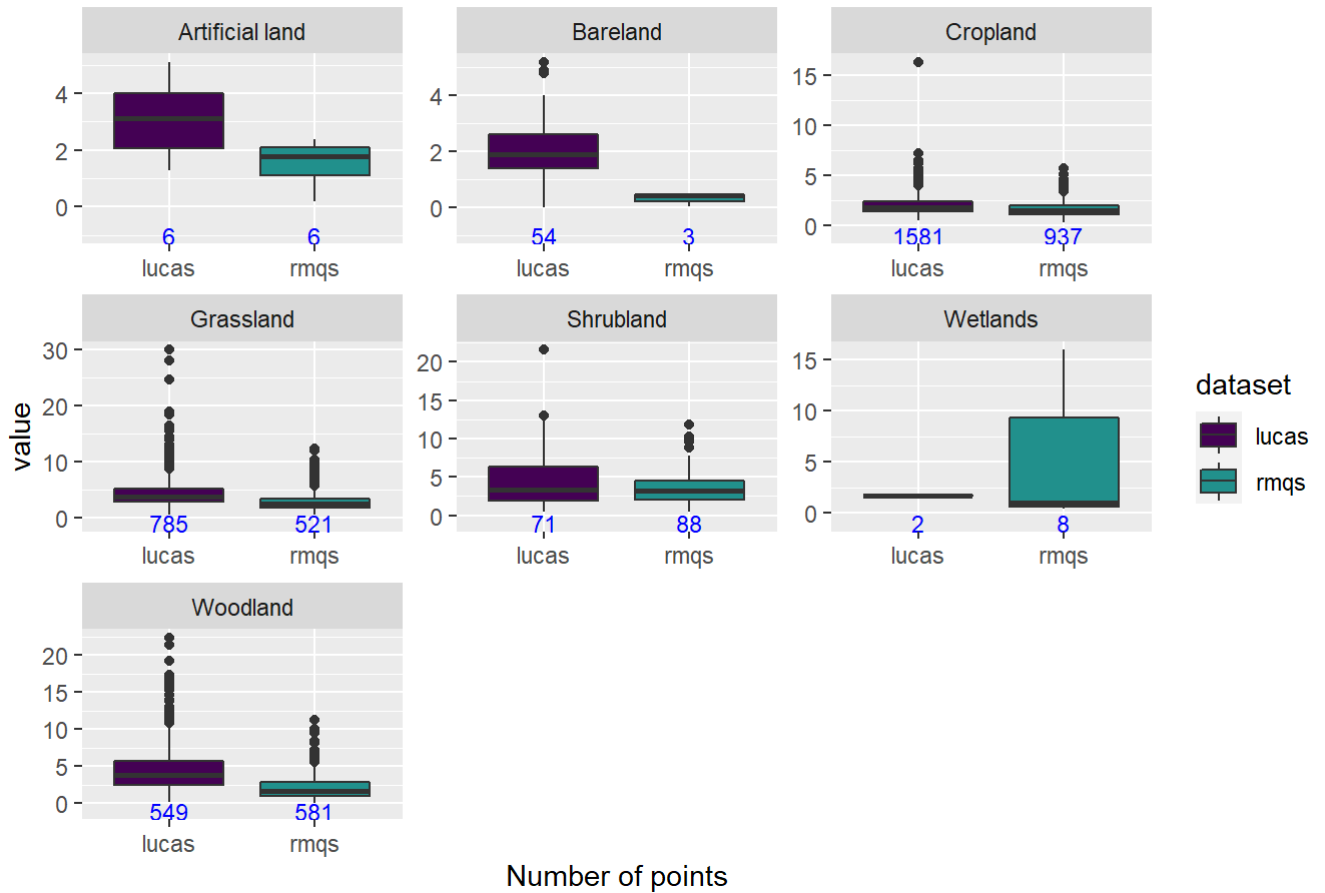 Artificial land Bareland Cropland
4
2
0
6 6
lucas rmqs
4
2
0
54 3
lucas rmqs
15
10
5
0
1581 937
lucas rmqs
Grassland Shrubland Wetlands
value
30
20
10
0
785 521
lucas rmqs
20
15
10
5
0
71 88
lucas rmqs
15
10
5
0
2 8
lucas rmqs
dataset
lucas
rmqs
Woodland
20
15
10
5
0
549 581
lucas rmqs
Number of points